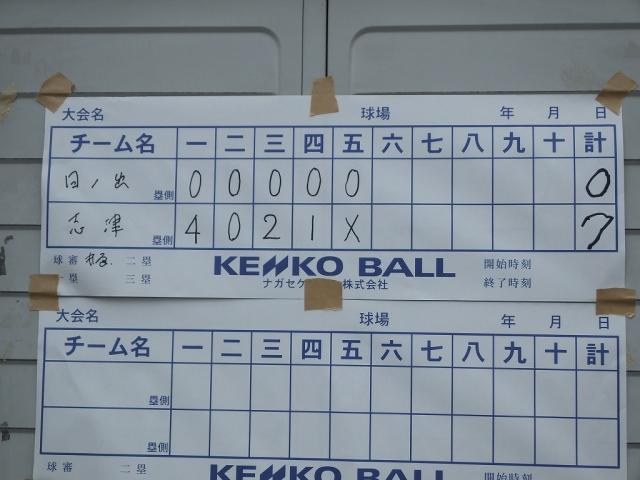 大会名 球場 年 月 日
チーム名 一 二 三 四 五 六 七 八 九 十 計
日ノ出 塁側 0 0 0 0 0 0
志津 塁側 4 0 2 1 X 7
球審 二塁 KENKO BALL 開始時刻
一塁 三塁 ナガセケ 株式会社 終了時刻
大会名 球場 年 月 日
チーム名 一 二 三 四 五 六 七 八 九 十 計
塁側
塁側
球審 二塁 KENKO BALL 開始時刻